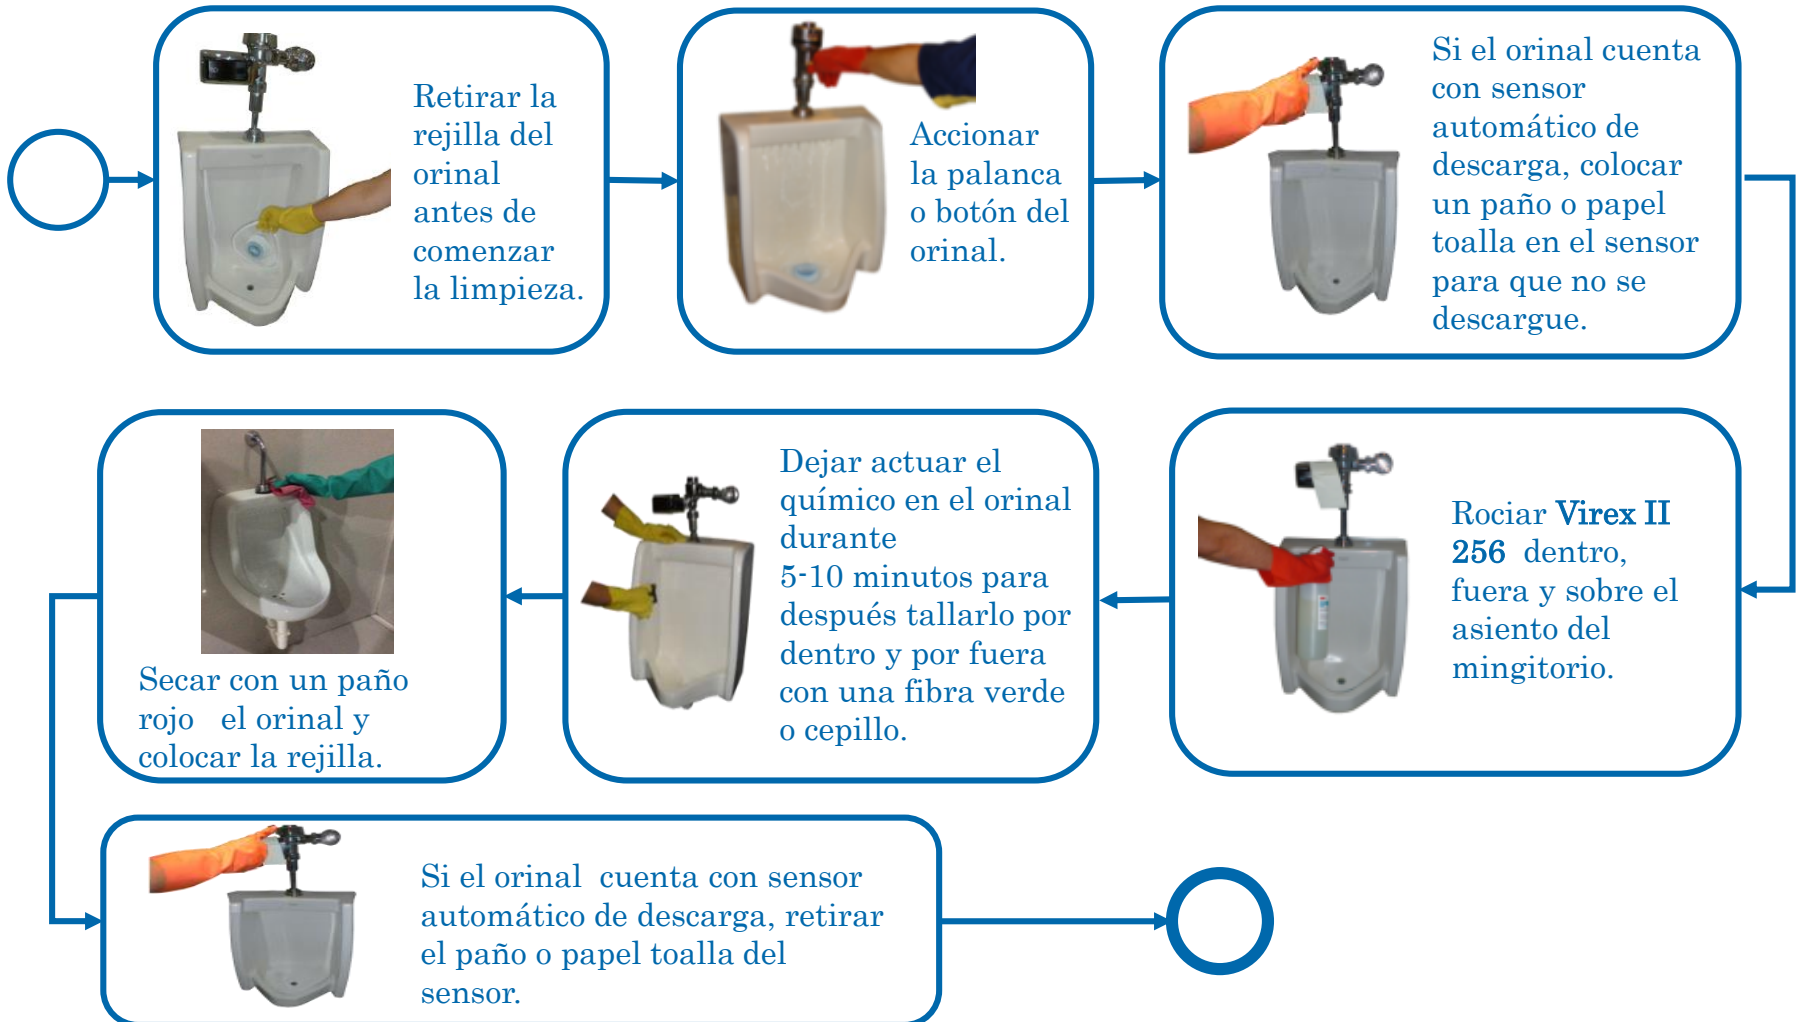 Retirar la
rejilla del
orinal
antes de
comenzar
la limpieza.
Accionar
la palanca
o botón del
orinal.
Si el orinal cuenta
con sensor
automático de
descarga, colocar
un paño o papel
toalla en el sensor
para que no se
descargue.
Rociar Virex II
256 dentro,
fuera y sobre el
asiento del
mingitorio.
Dejar actuar el
químico en el orinal
durante
5-10 minutos para
después tallarlo por
dentro y por fuera
con una fibra verde
o cepillo.
Secar con un paño
rojo el orinal y
colocar la rejilla.
Si el orinal cuenta con sensor
automático de descarga, retirar
el paño o papel toalla del
sensor.